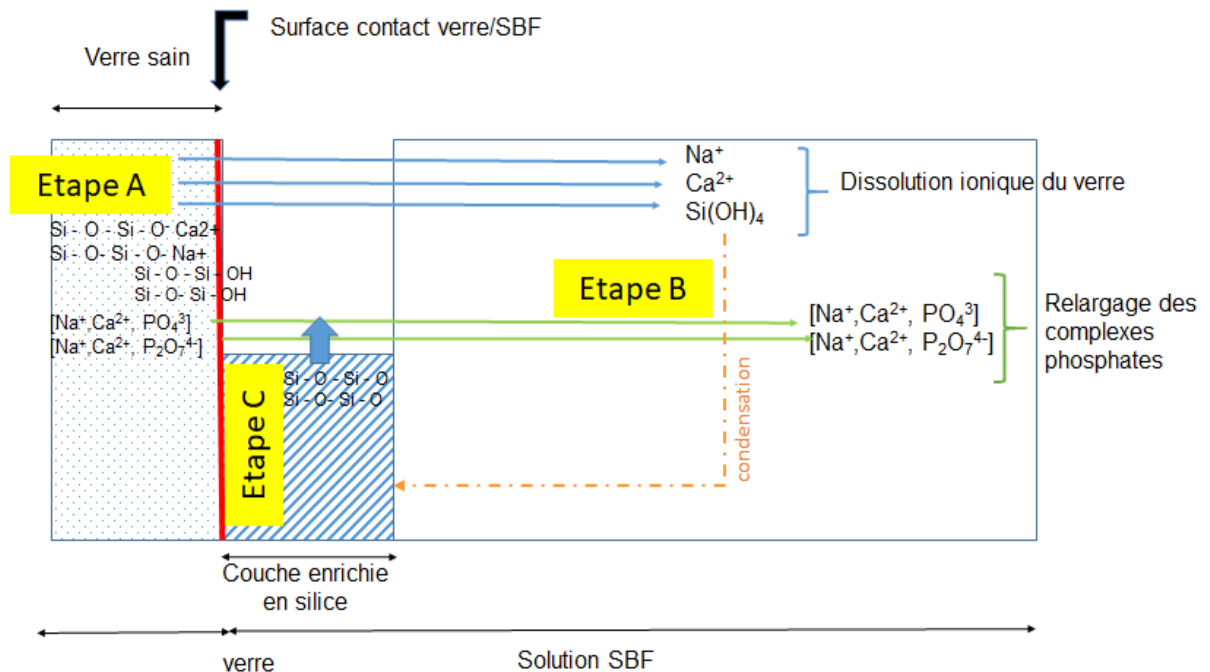 Surface contact verre/SBF
Verre sain
Etape A
Na⁺
Ca²⁺
Si(OH)₄
Dissolution ionique du verre
Si - O - Si - O⁻ Ca2+
Si - O- Si - O- Na+
Si - O - Si - OH
Si - O- Si - OH
Etape B
[Na⁺,Ca²⁺, PO₄³]
[Na⁺,Ca²⁺, P₂O₇⁴⁻]
[Na⁺,Ca²⁺, PO₄³]
[Na⁺,Ca²⁺, P₂O₇⁴⁻]
Relargage des
complexes
phosphates
Etape C
Si - O - Si - O
Si - O- Si - O
condensation
Couche enrichie
en silice
verre
Solution SBF